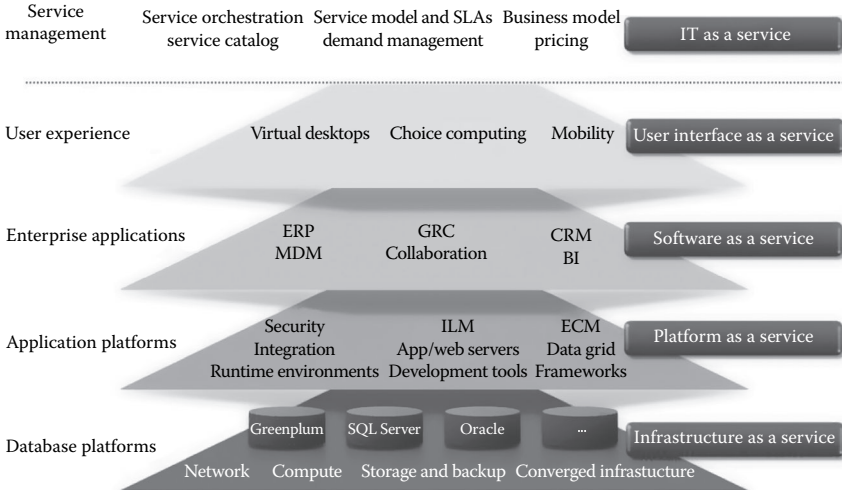 Service management
Service orchestration service catalog
Service model and SLAs demand management
Business model pricing
IT as a service
User experience
Virtual desktops
Choice computing
Mobility
User interface as a service
Enterprise applications
ERP
MDM
GRC
Collaboration
CRM
BI
Software as a service
Application platforms
Security
Integration
Runtime environments
ILM
App/web servers
Development tools
ECM
Data grid
Frameworks
Platform as a service
Database platforms
Greenplum
SQL Server
Oracle
...
Infrastructure as a service
Network
Compute
Storage and backup
Converged infrastucture